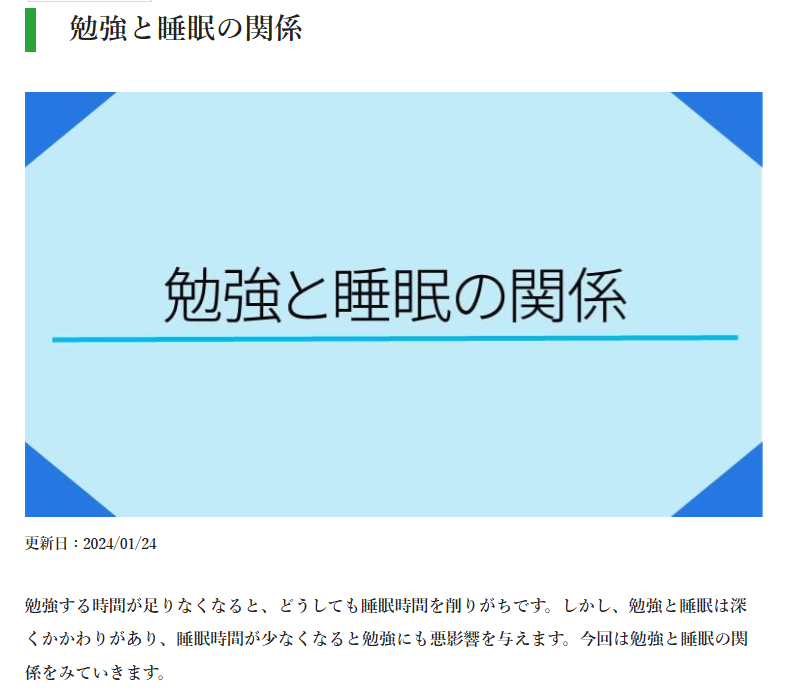 勉強と睡眠の関係
勉強と睡眠の関係
更新日：2024/01/24
勉強する時間が足りなくなると、どうしても睡眠時間を削りがちです。しかし、勉強と睡眠は深
くかかわりがあり、睡眠時間が少なくなると勉強にも悪影響を与えます。今回は勉強と睡眠の関
係をみていきます。